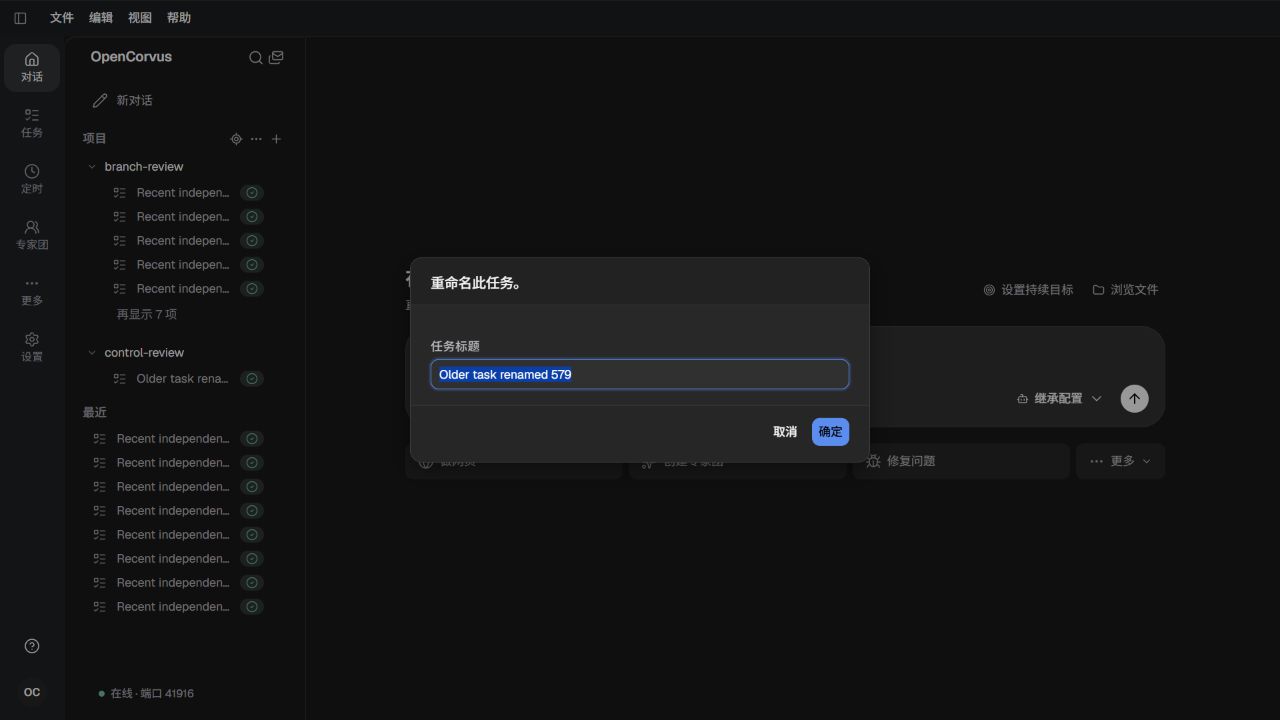 文件 编辑 视图 帮助
对话
任务
定时
专家团
更多
设置
OC
OpenCorvus
新对话
项目
branch-review
Recent indepen...
Recent indepen...
Recent indepen...
Recent indepen...
Recent indepen...
再显示 7 项
control-review
Older task rena...
最近
Recent independen...
Recent independen...
Recent independen...
Recent independen...
Recent independen...
Recent independen...
Recent independen...
Recent independen...
在线 · 端口 41916
设置持续目标 浏览文件
重命名此任务。
任务标题
Older task renamed 579
取消 确定
继承配置
修复问题 更多